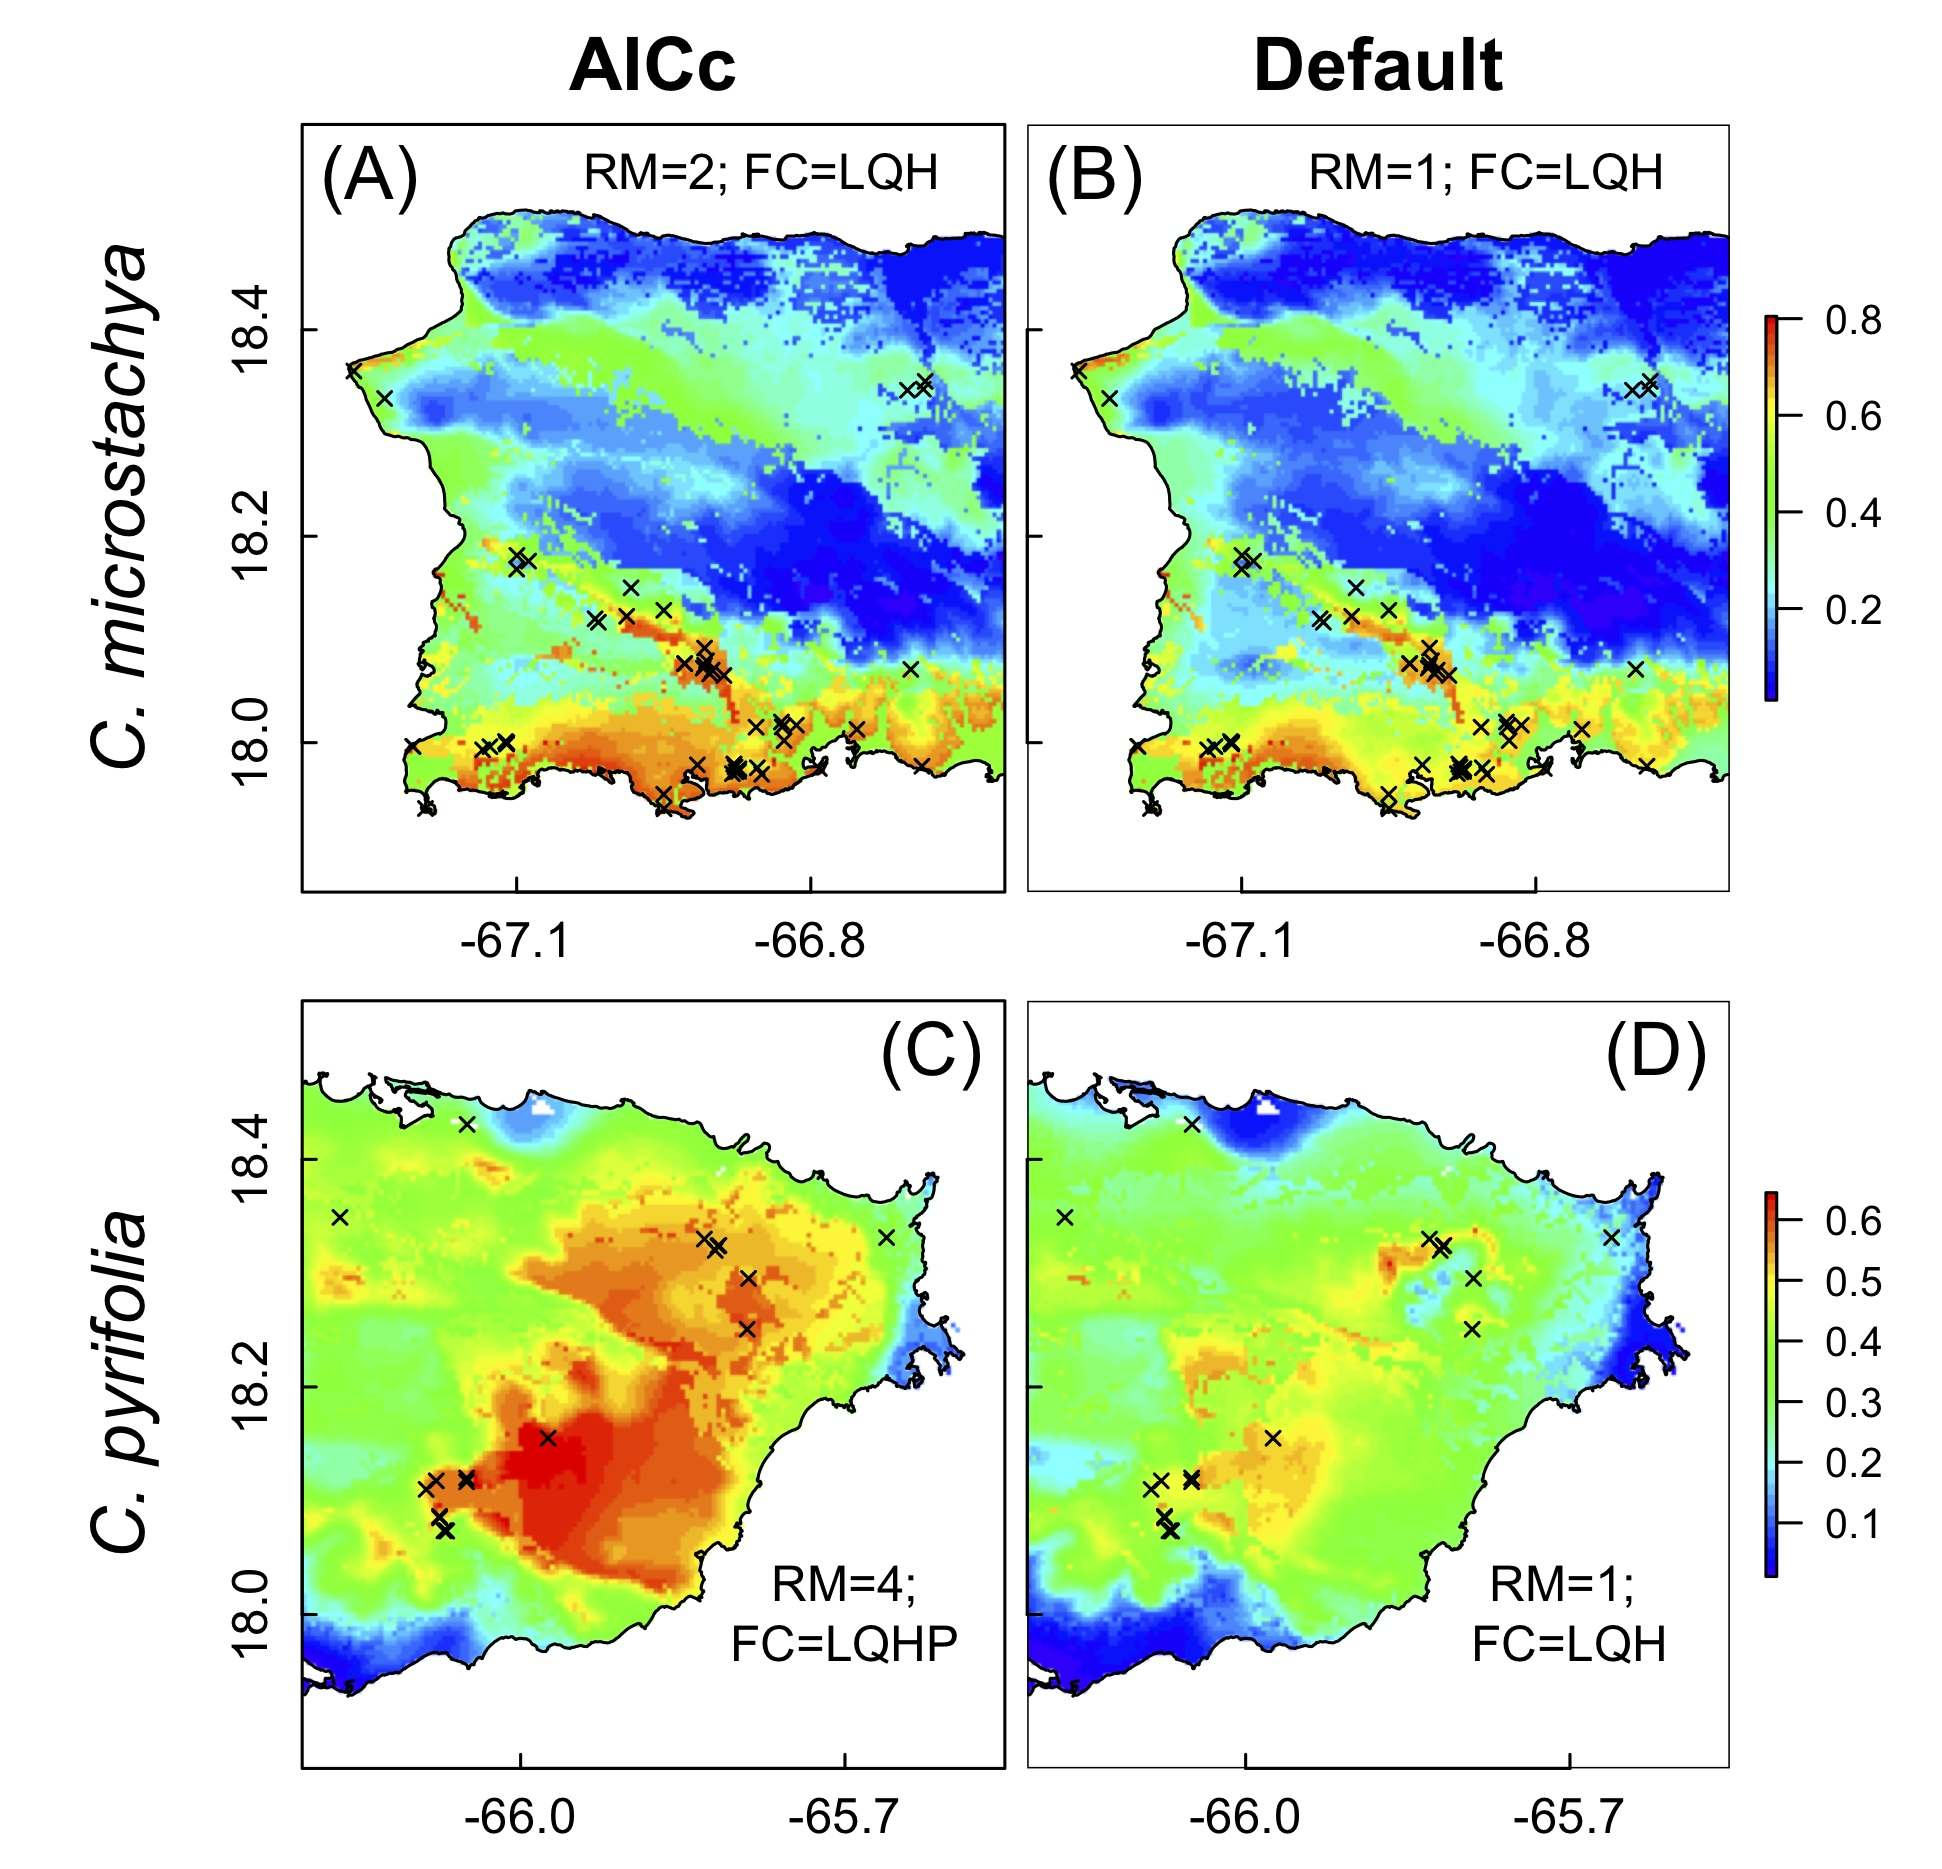 AICc
Default
C. microstachya
(A)
RM=2; FC=LQH
(B)
RM=1; FC=LQH
18.4
18.2
18.0
0.8
0.6
0.4
0.2
-67.1
-66.8
-67.1
-66.8
C. pyrifolia
(C)
(D)
18.4
18.2
18.0
RM=4;
FC=LQHP
RM=1;
FC=LQH
0.6
0.5
0.4
0.3
0.2
0.1
-66.0
-65.7
-66.0
-65.7